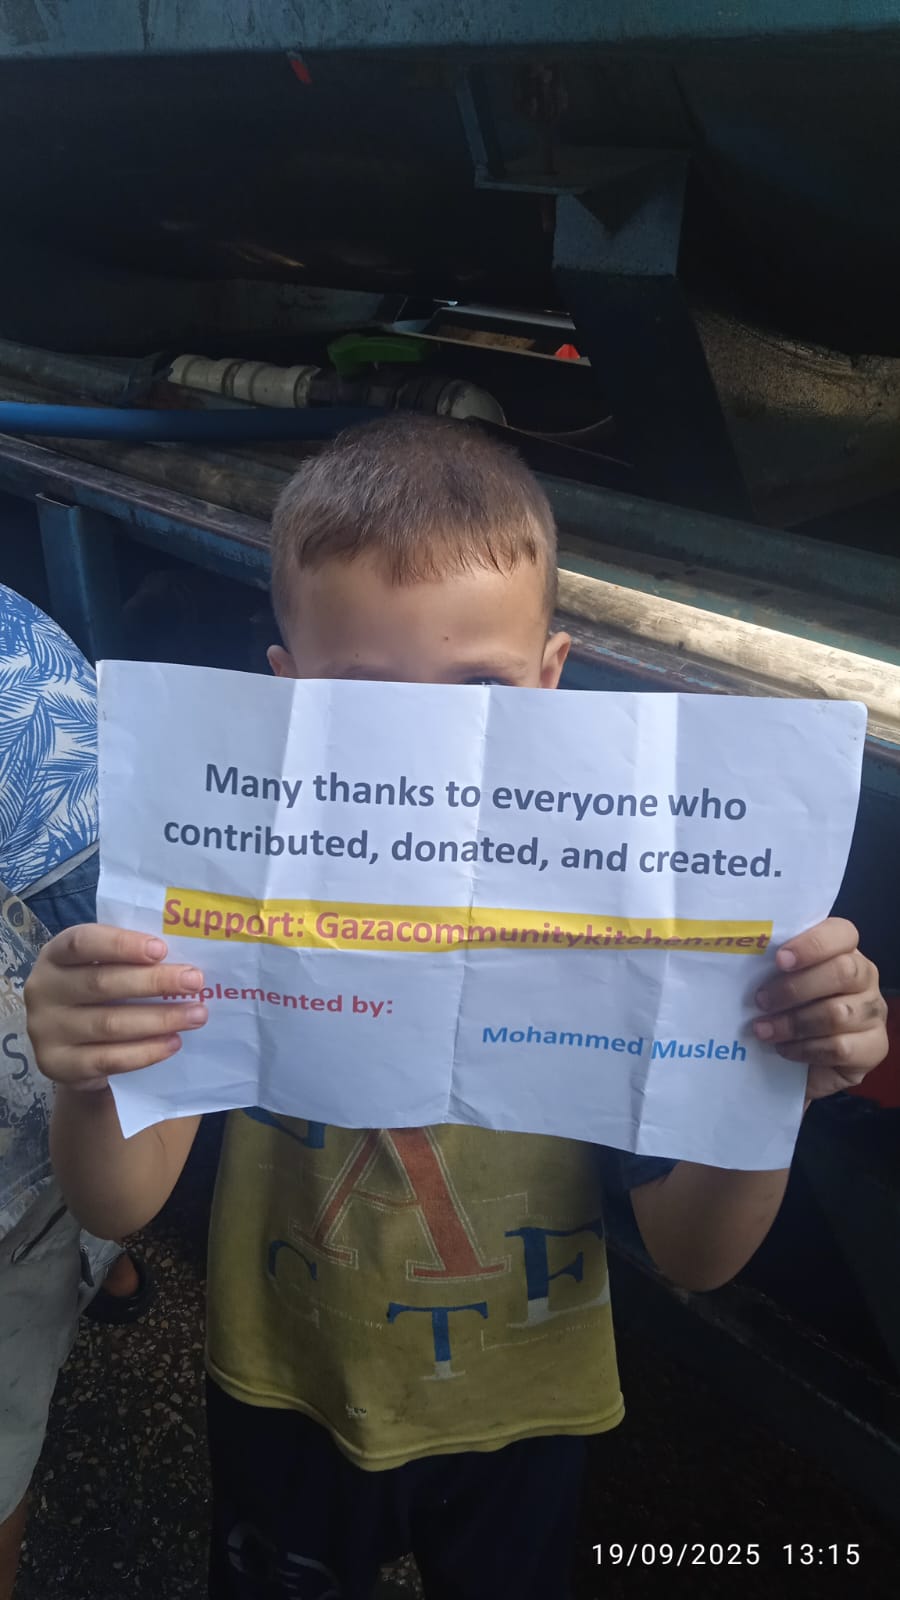 Many thanks to everyone who
contributed, donated, and created.
Support: Gazacommunitykitchen.net
Implemented by:
Mohammed Musleh
A
C
E
T
19/09/2025 13:15